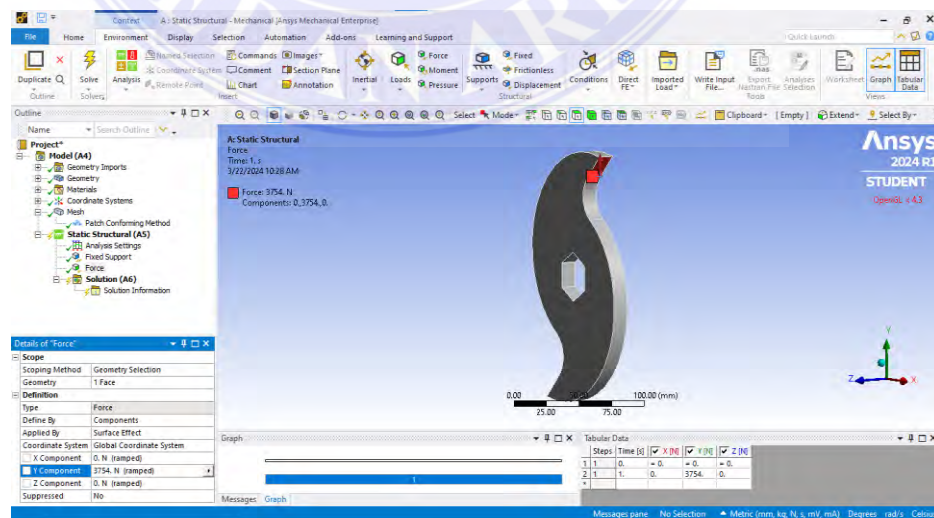 Context A : Static Structural - Mechanical [Ansys Mechanical Enterprise]
File Home Environment Display Selection Automation Add-ons Learning and Support Quick Launch
Duplicate Q Solve Analysis Named Selection Coordinate System Remote Point Commands Comment Chart Images Section Plane Annotation Inertial Loads Force Moment Pressure Supports Fixed Frictionless Displacement Conditions Direct FE Imported Load Write Input File... Export Nastran File Analyses Selection Worksheet Graph Tabular Data
Outline Solver Insert Structural Tools Views
Outline
Select Mode Clipboard [Empty] Extend Select By
Name Search Outline
Project*
Model (A4)
Geometry Imports
Geometry
Materials
Coordinate Systems
Mesh
Patch Conforming Method
Static Structural (A5)
Analysis Settings
Fixed Support
Force
Solution (A6)
Solution Information
A: Static Structural
Force
Time: 1. s
3/22/2024 10:28 AM
Force: 3754. N
Components: 0.,3754.,0.
Ansys
2024 R1
STUDENT
OpenGL < 4.3
Y
Z X
0.00 100.00 (mm)
25.00 75.00
Details of "Force"
Scope
Scoping Method Geometry Selection
Geometry 1 Face
Definition
Type Force
Define By Components
Applied By Surface Effect
Coordinate System Global Coordinate System
X Component 0. N (ramped)
Y Component 3754. N (ramped)
Z Component 0. N (ramped)
Suppressed No
Graph
1
Messages Graph
Tabular Data
Steps Time [s] X [N] Y [N] Z [N]
1 1 0. = 0. = 0. = 0.
2 1 1. 0. 3754. 0.
*
Messages pane No Selection Metric (mm, kg, N, s, mV, mA) Degrees rad/s Celsius